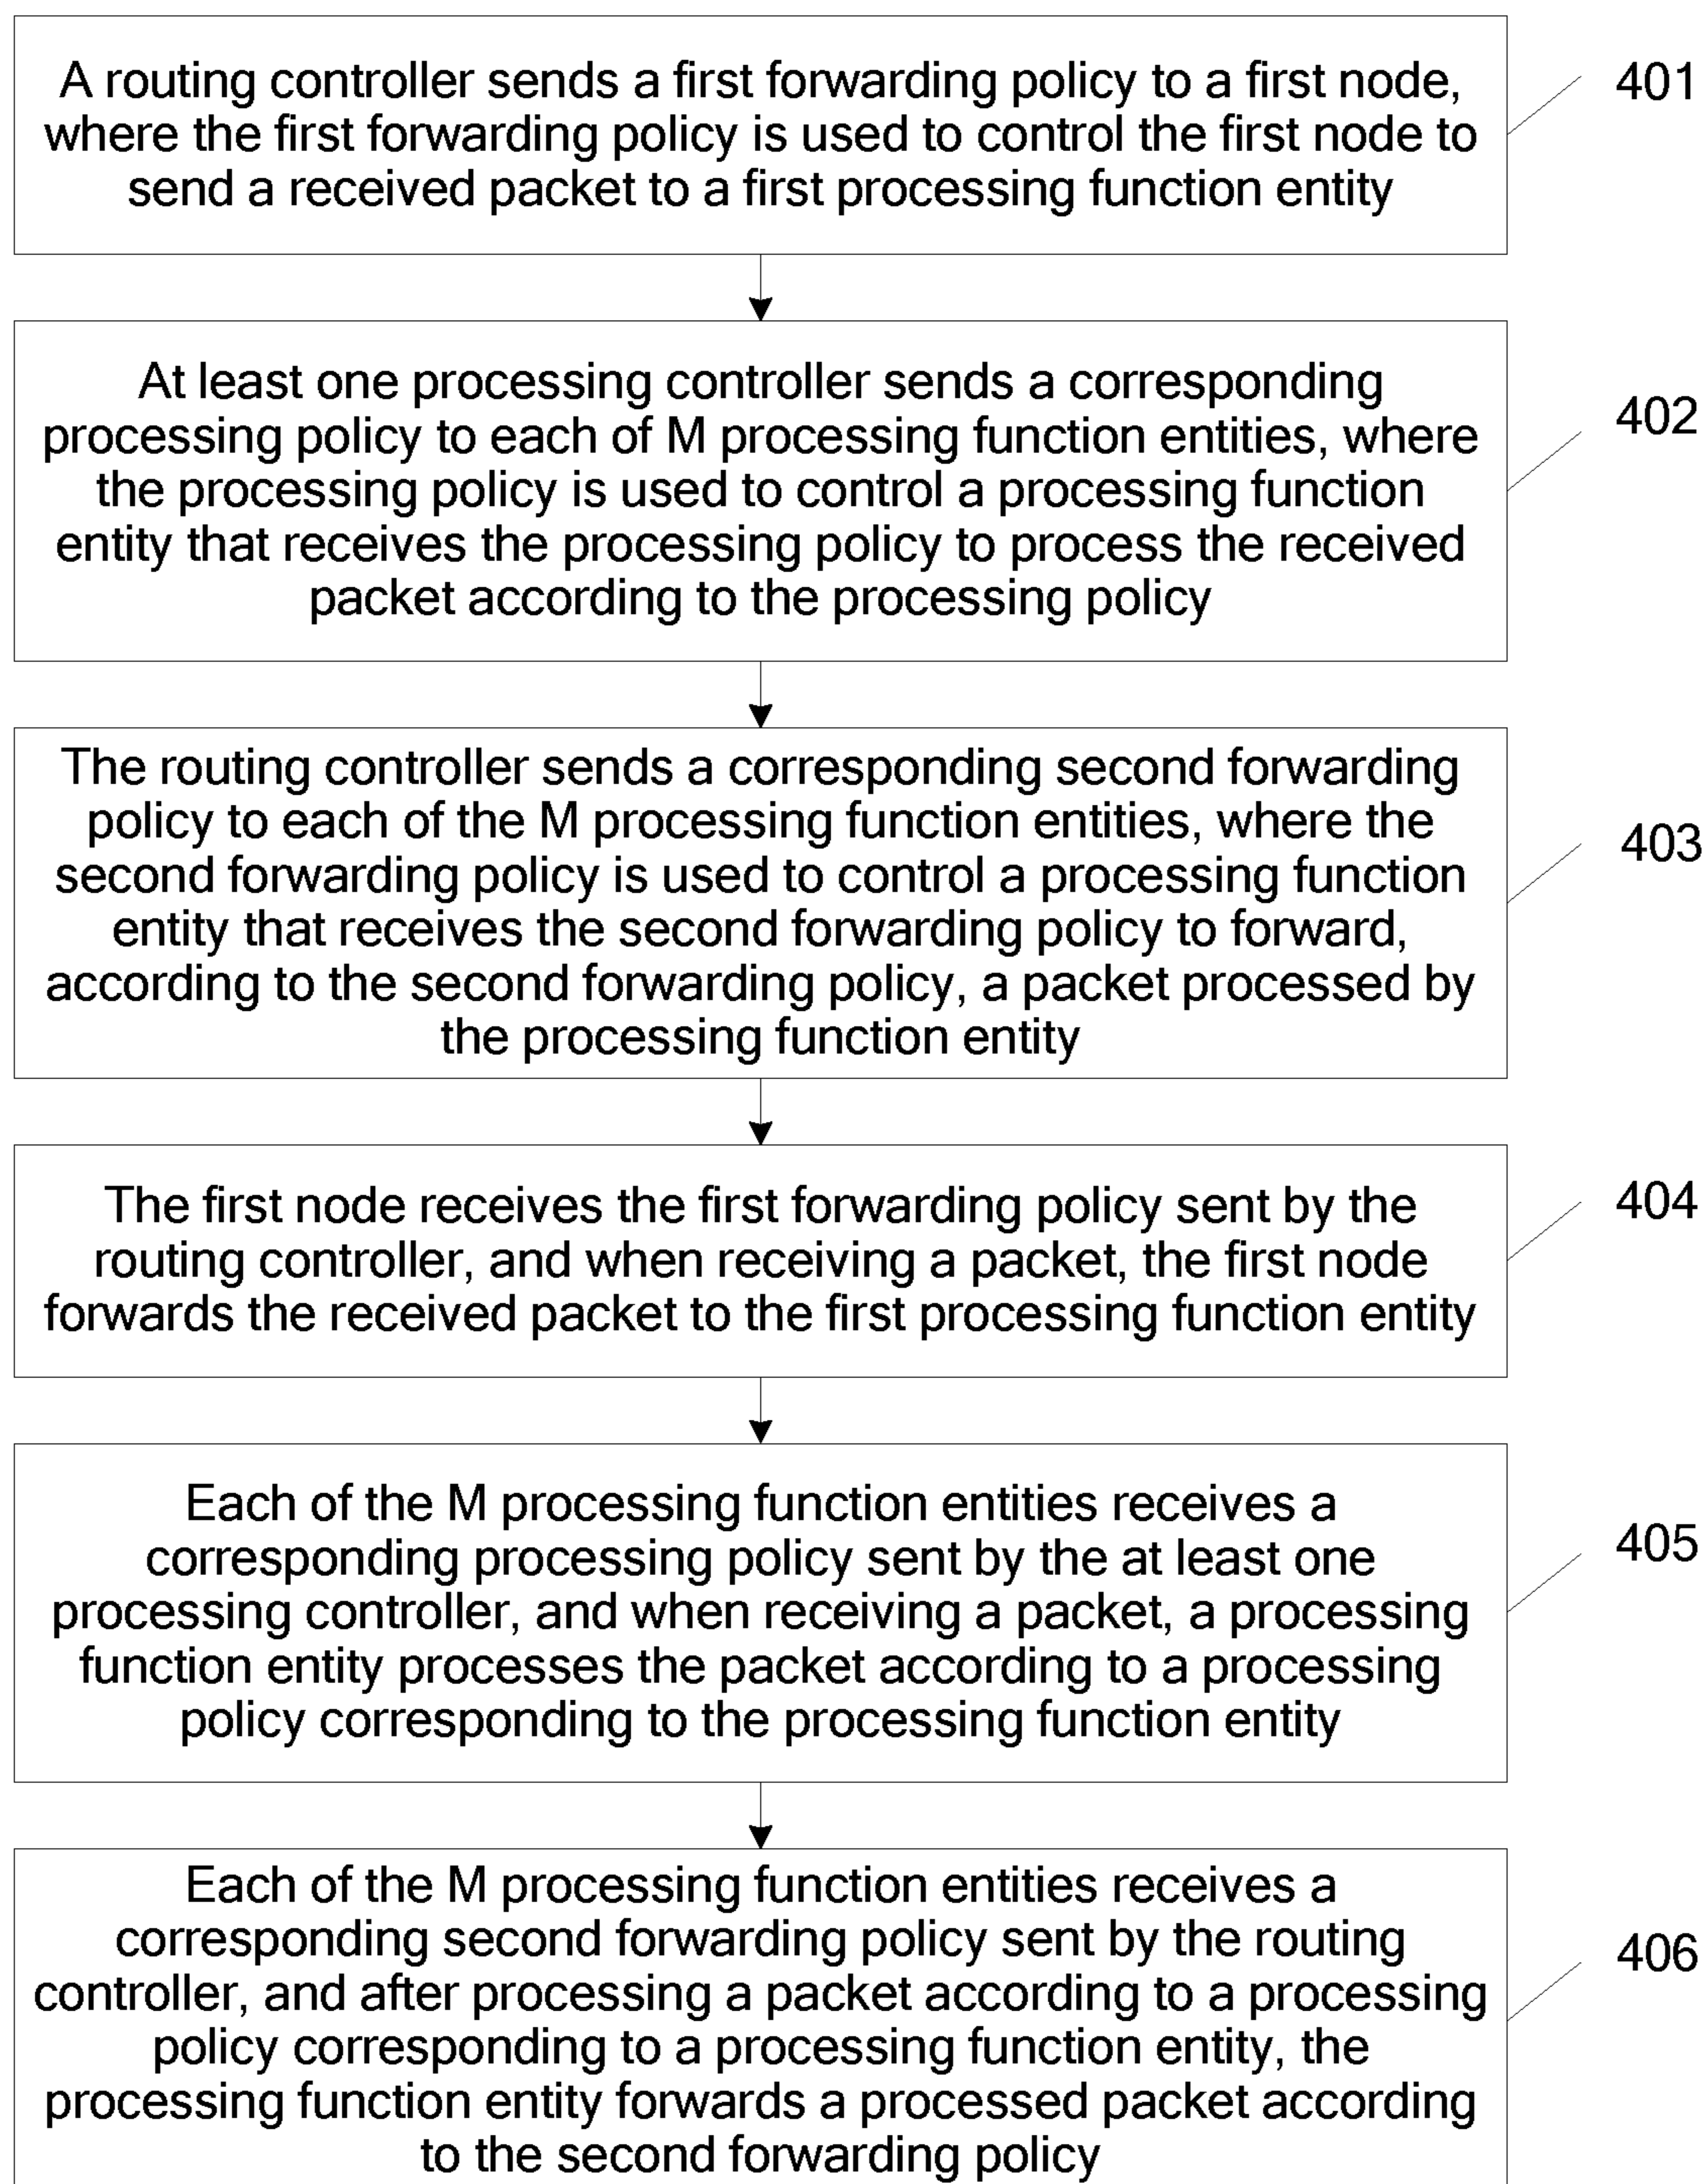 A routing controller sends a first forwarding policy to a first node,
where the first forwarding policy is used to control the first node to
send a received packet to a first processing function entity
401
At least one processing controller sends a corresponding
processing policy to each of M processing function entities, where
the processing policy is used to control a processing function
entity that receives the processing policy to process the received
packet according to the processing policy
402
The routing controller sends a corresponding second forwarding
policy to each of the M processing function entities, where the
second forwarding policy is used to control a processing function
entity that receives the second forwarding policy to forward,
according to the second forwarding policy, a packet processed by
the processing function entity
403
The first node receives the first forwarding policy sent by the
routing controller, and when receiving a packet, the first node
forwards the received packet to the first processing function entity
404
Each of the M processing function entities receives a
corresponding processing policy sent by the at least one
processing controller, and when receiving a packet, a processing
function entity processes the packet according to a processing
policy corresponding to the processing function entity
405
Each of the M processing function entities receives a
corresponding second forwarding policy sent by the routing
controller, and after processing a packet according to a processing
policy corresponding to a processing function entity, the
processing function entity forwards a processed packet according
to the second forwarding policy
406